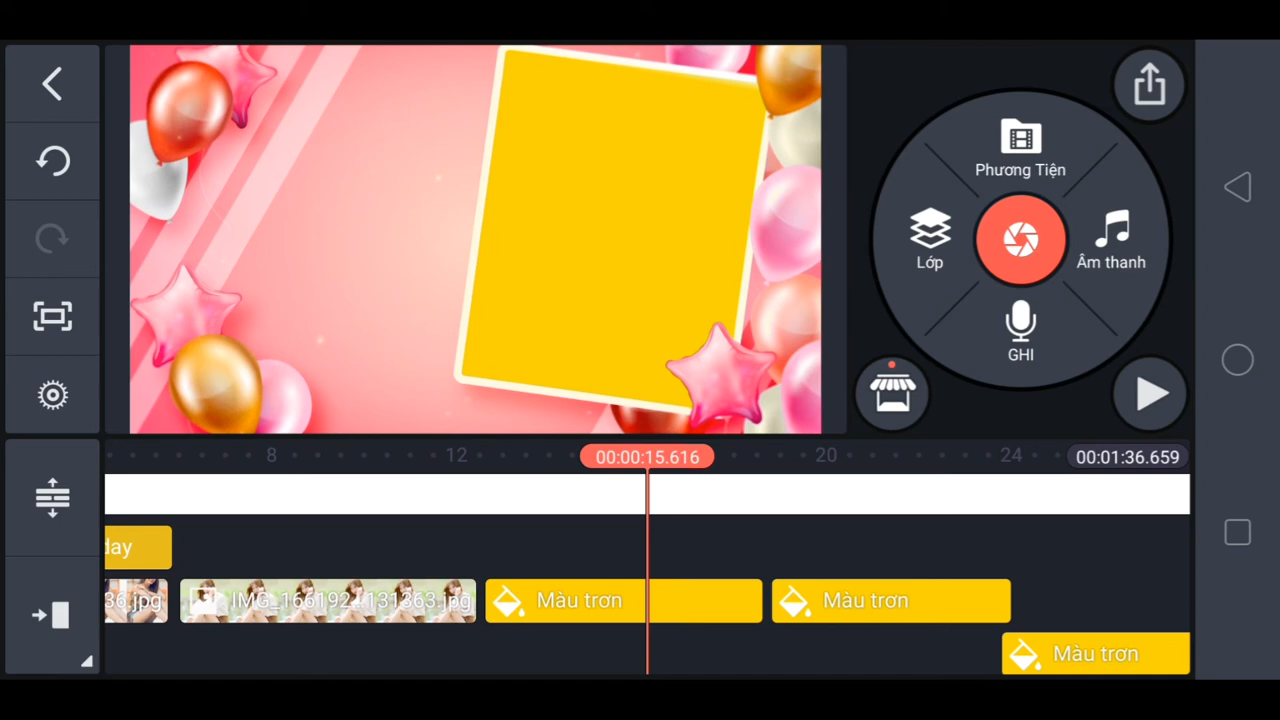 Phương Tiện
Lớp
Âm thanh
GHI
8
12
00:00:15.616
20
24
00:01:36.659
day
36.jpg
IMG_1661924131363.jpg
Màu trơn
Màu trơn
Màu trơn